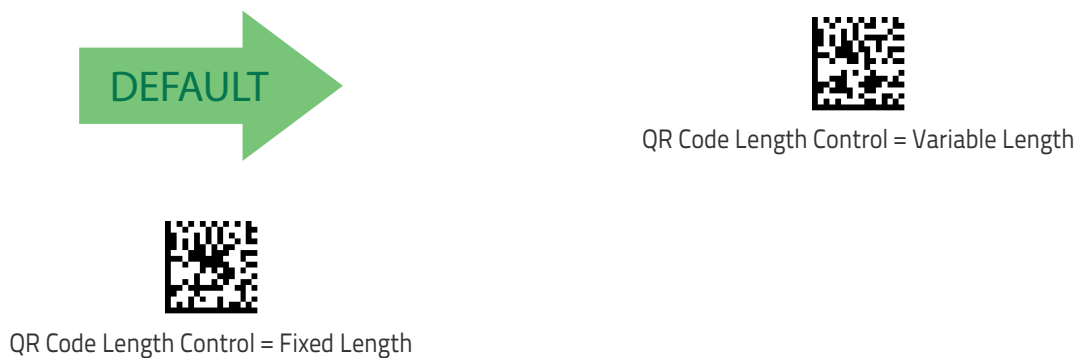 DEFAULT
QR Code Length Control = Variable Length
QR Code Length Control = Fixed Length